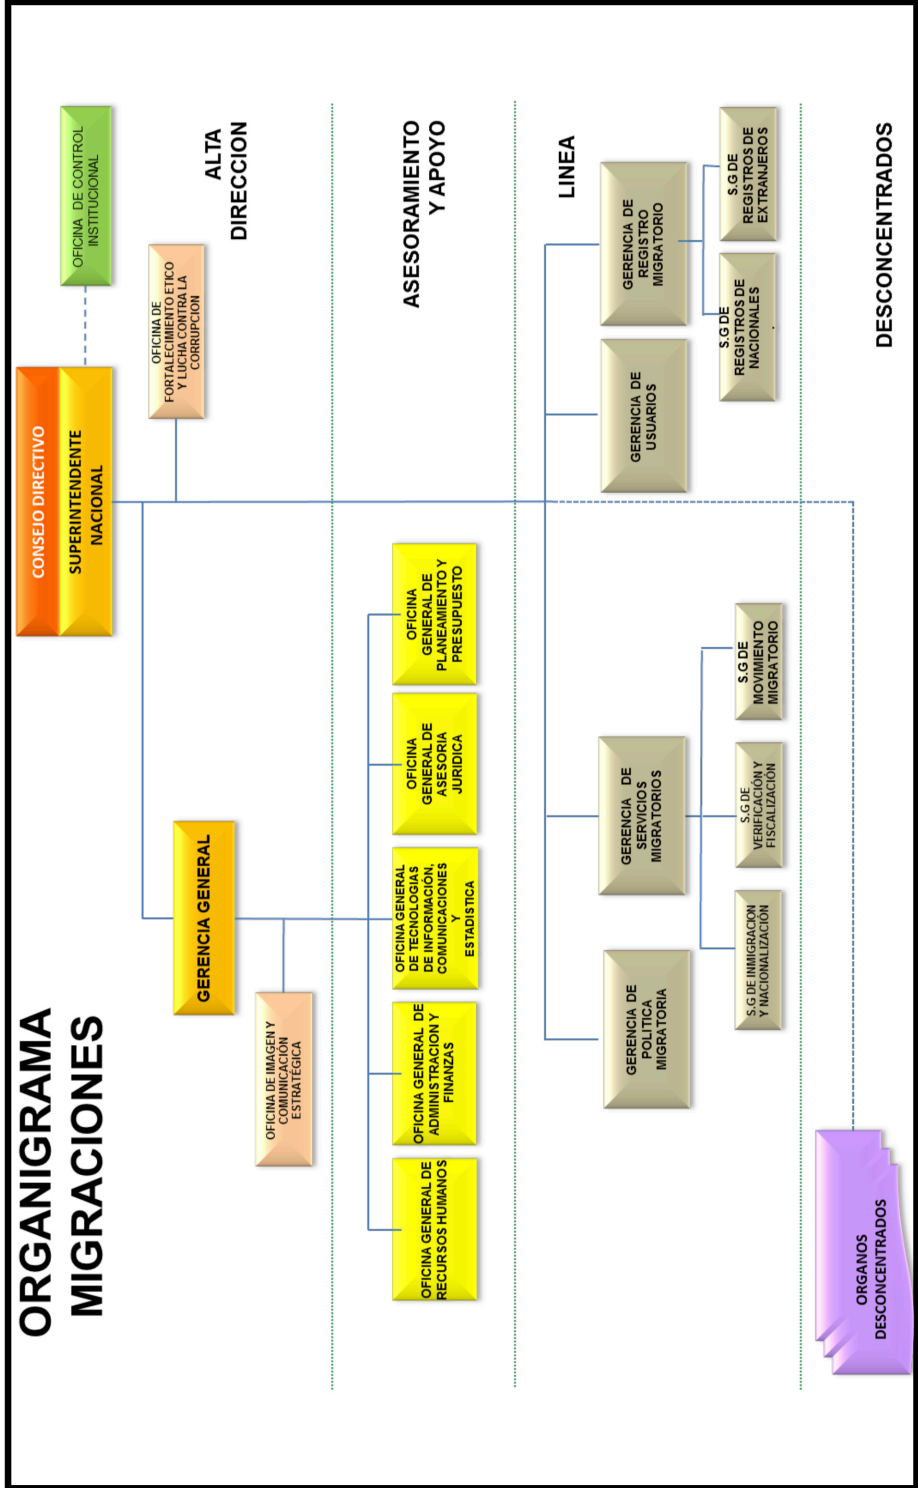 ORGANIGRAMA
MIGRACIONES
CONSEJO DIRECTIVO
SUPERINTENDENTE
NACIONAL
OFICINA DE CONTROL
INSTITUCIONAL
ALTA
DIRECCION
OFICINA DE
FORTALECIMIENTO ETICO
Y LUCHA CONTRA LA
CORRUPCION
GERENCIA GENERAL
OFICINA DE IMAGEN Y
COMUNICACIÓN
ESTRATÉGICA
ASESORAMIENTO
Y APOYO
OFICINA GENERAL DE
RECURSOS HUMANOS
OFICINA GENERAL DE
ADMINISTRACION Y
FINANZAS
OFICINA GENERAL
DE TECNOLOGIAS
DE INFORMACIÓN,
COMUNICACIONES
Y
ESTADISTICA
OFICINA
GENERAL DE
ASESORIA
JURIDICA
OFICINA
GENERAL DE
PLANEAMIENTO Y
PRESUPUESTO
LINEA
GERENCIA DE
POLITICA
MIGRATORIA
GERENCIA DE
SERVICIOS
MIGRATORIOS
GERENCIA DE
USUARIOS
GERENCIA DE
REGISTRO
MIGRATORIO
S.G DE INMIGRACION
Y NACIONALIZACIÓN
S.G DE
VERIFICACIÓN Y
FISCALIZACIÓN
S.G DE
MOVIMIENTO
MIGRATORIO
S.G DE
REGISTROS DE
NACIONALES
.
S.G DE
REGISTROS DE
EXTRANJEROS
DESCONCENTRADOS
ORGANOS
DESCONCENTRADOS